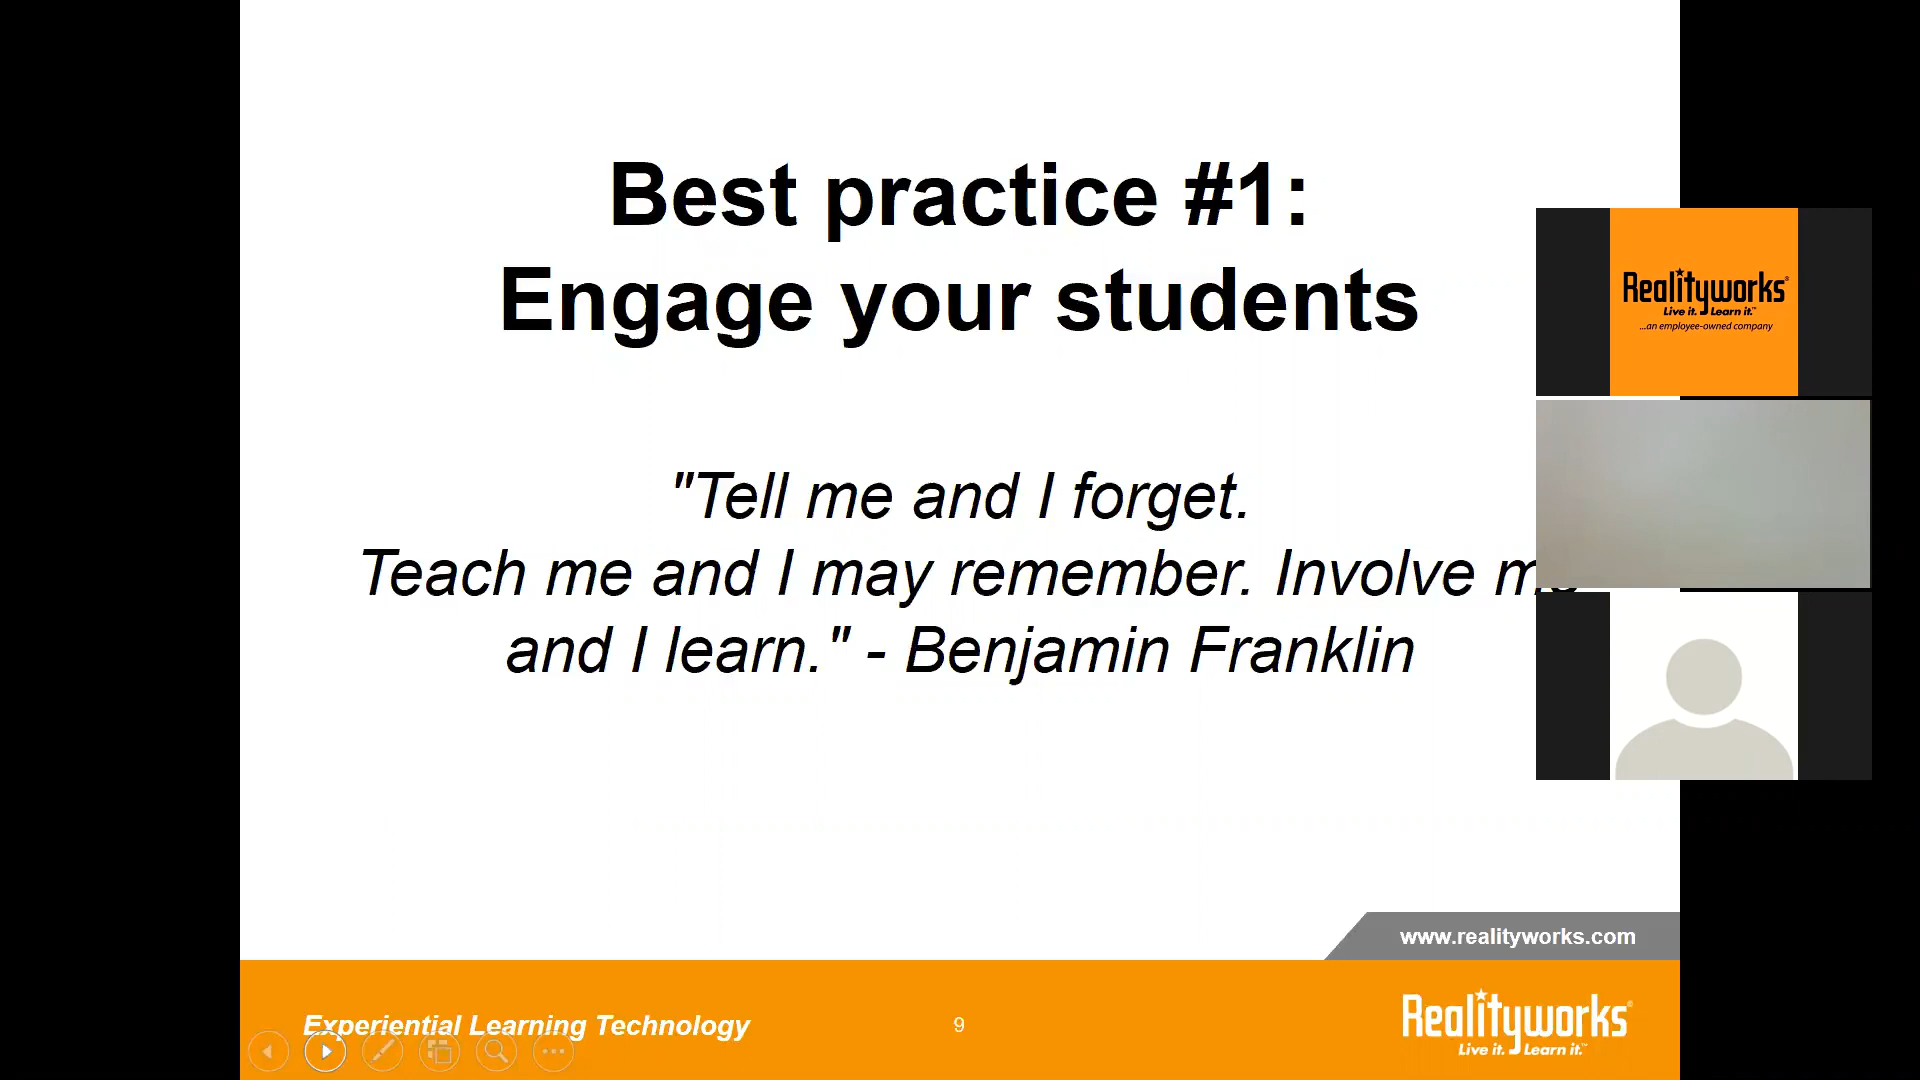 Best practice #1:
Engage your students
"Tell me and I forget.
Teach me and I may remember. Involve me
and I learn." - Benjamin Franklin
Realityworks®
Live it. Learn it.™
...an employee-owned company
www.realityworks.com
Experiential Learning Technology
9
Realityworks®
Live it. Learn it.™